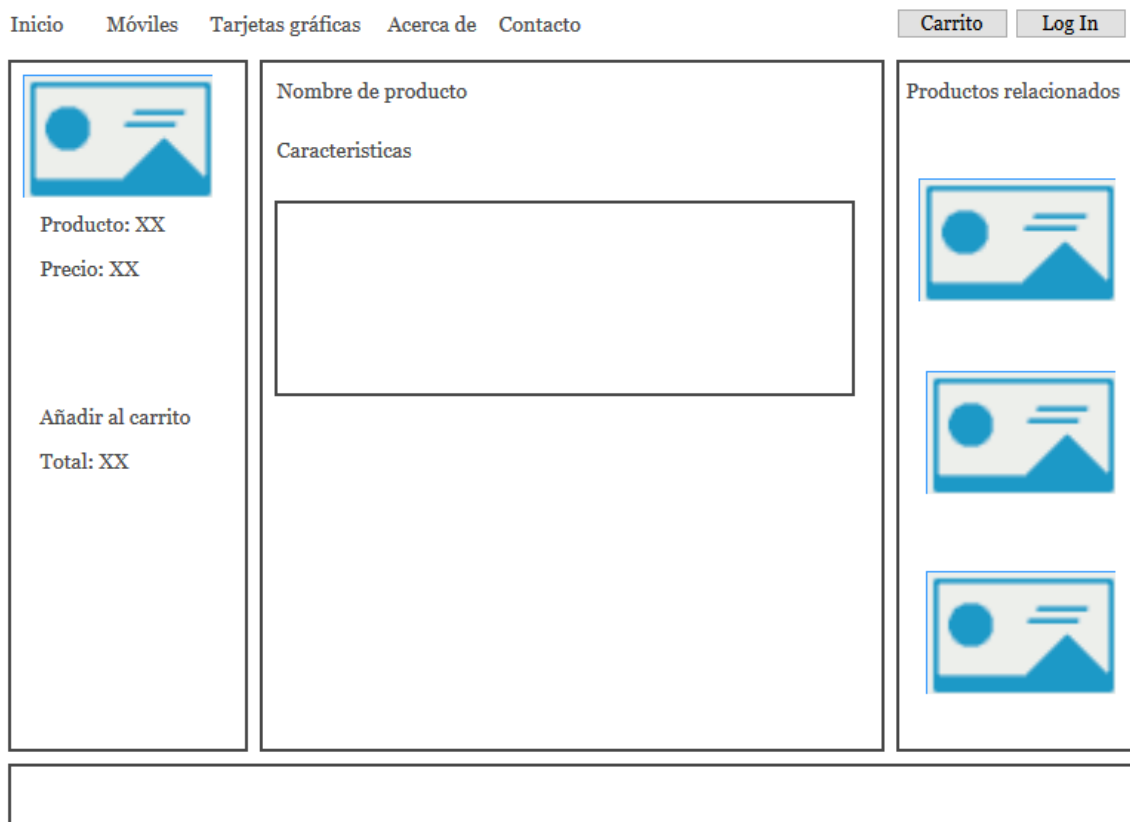 Inicio Móviles Tarjetas gráficas Acerca de Contacto Carrito Log In
Producto: XX
Precio: XX
Añadir al carrito
Total: XX
Nombre de producto
Caracteristicas
Productos relacionados